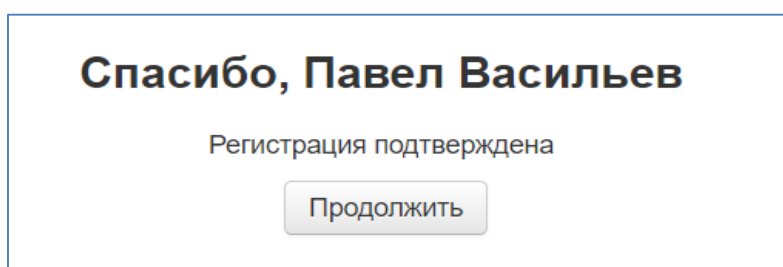 Спасибо, Павел Васильев
Регистрация подтверждена
Продолжить